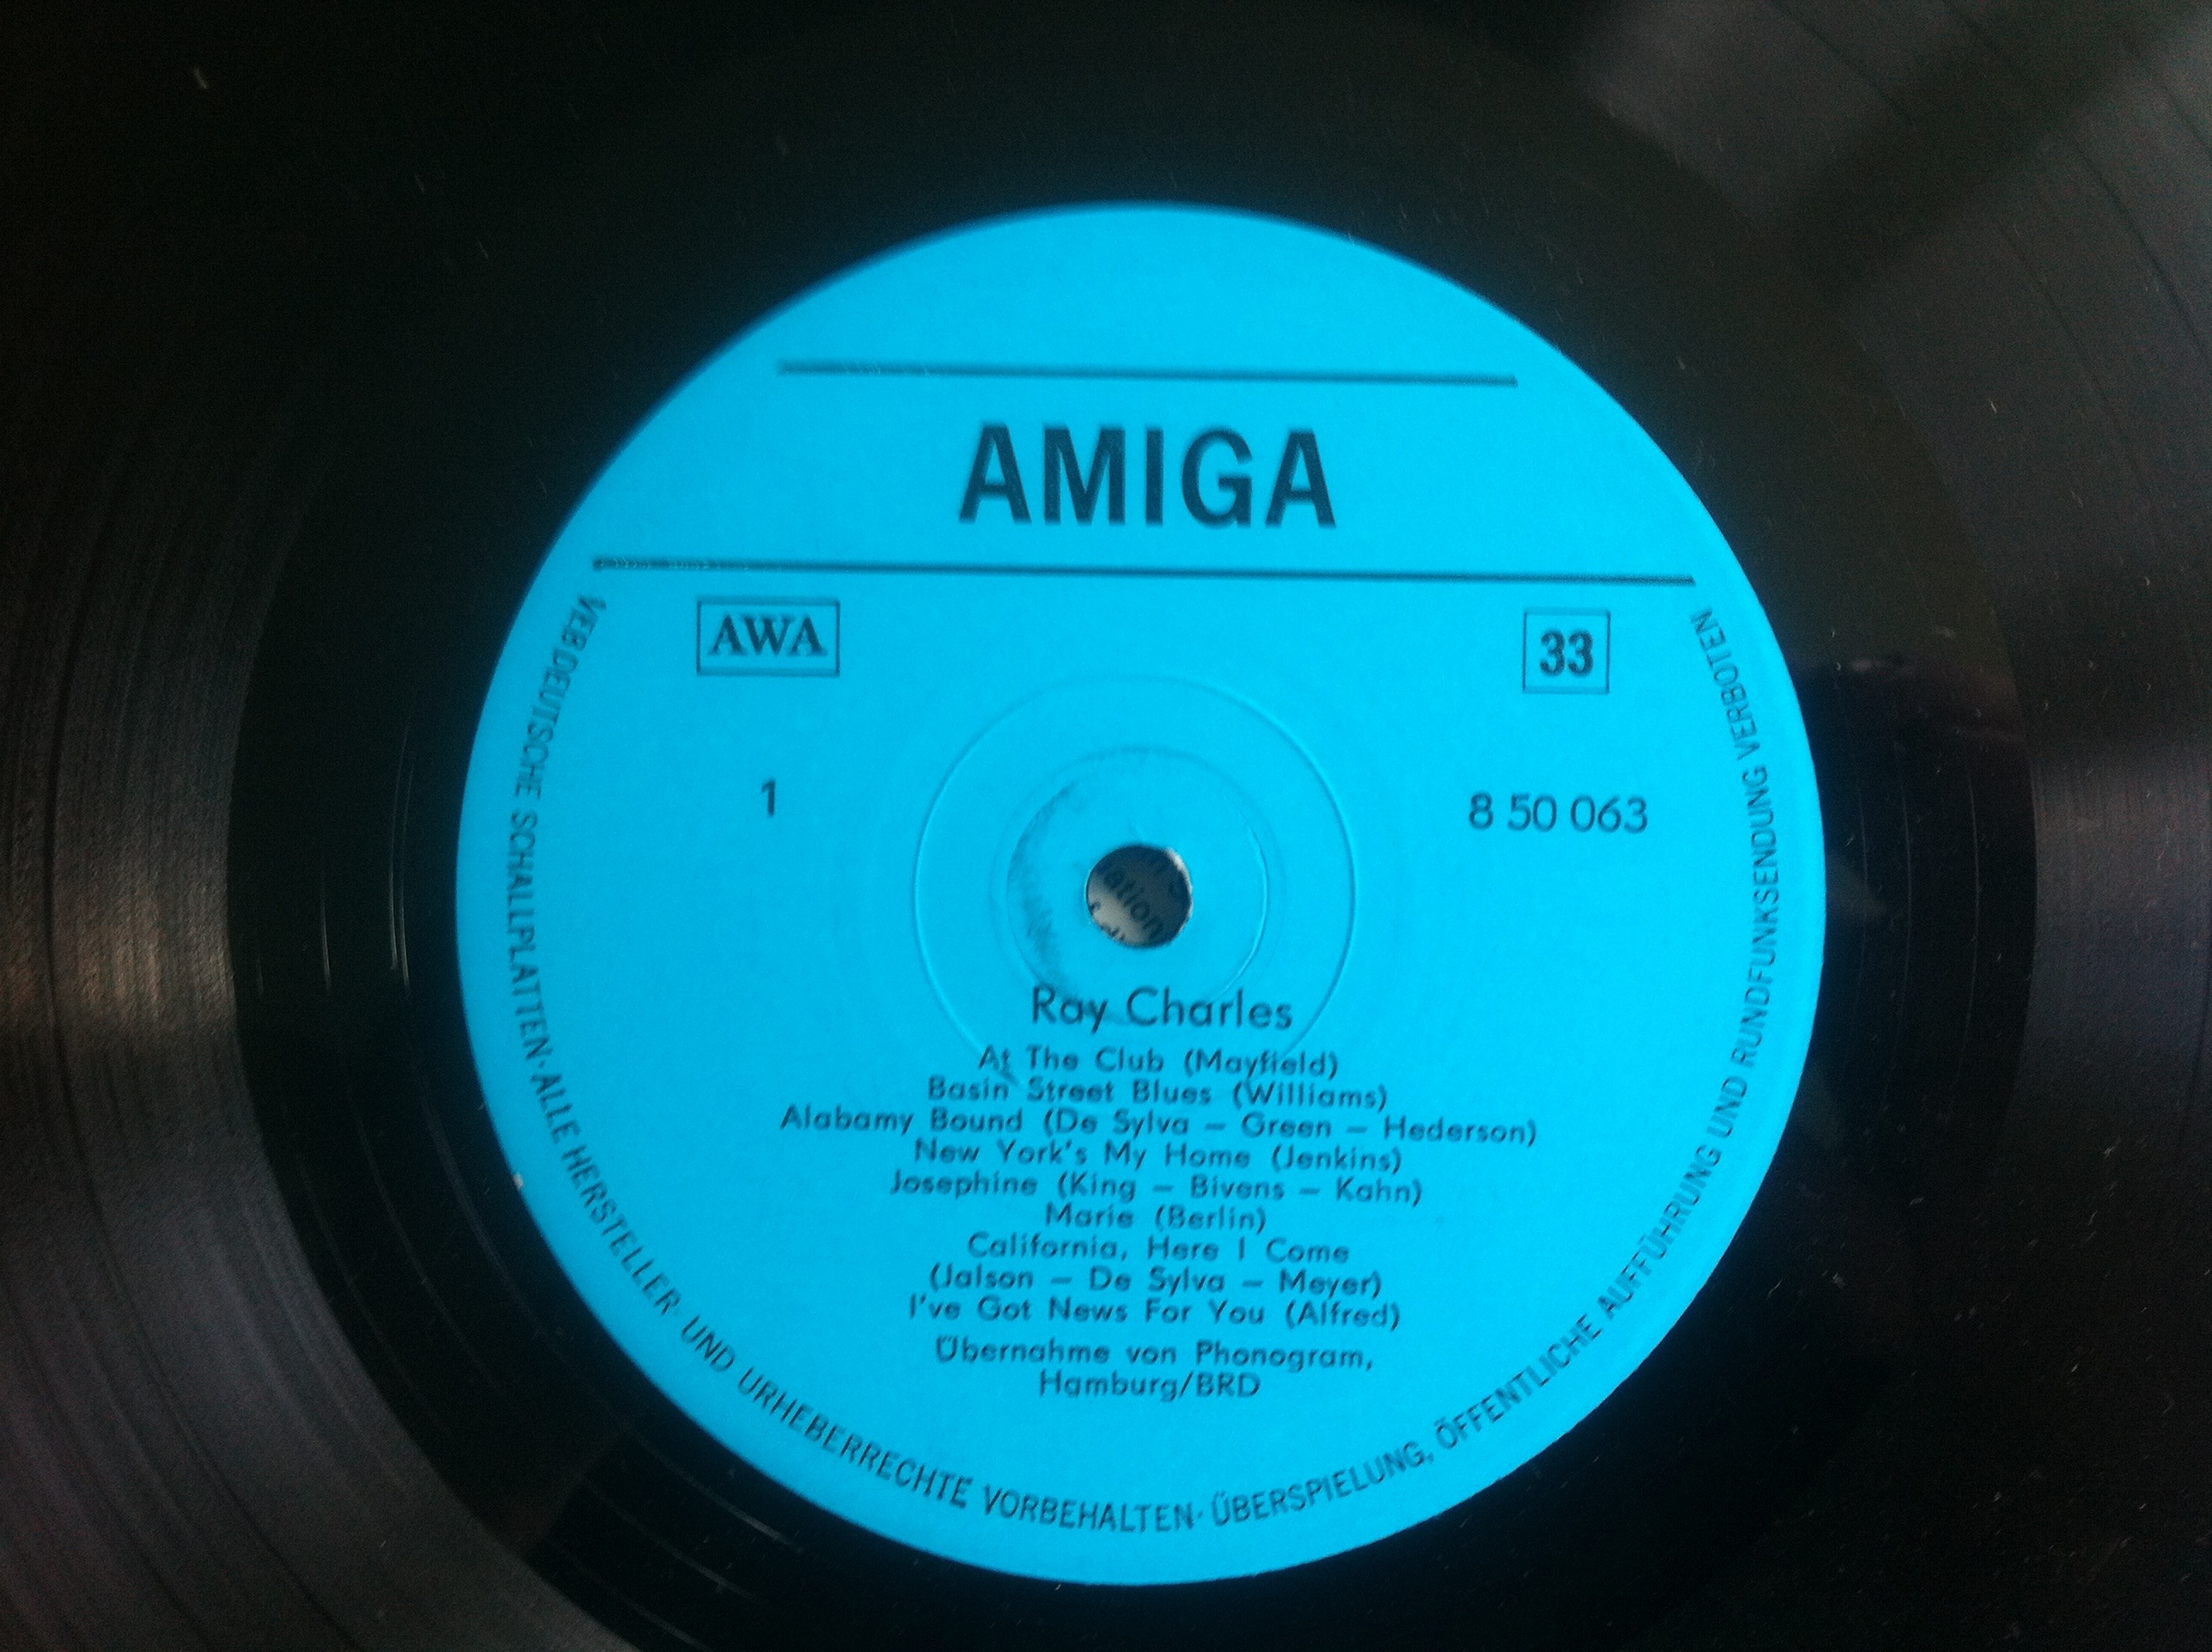 AMIGA
AWA
33
1
8 50 063
Ray Charles
At The Club (Mayfield)
Basin Street Blues (Williams)
Alabamy Bound (De Sylva – Green – Hederson)
New York's My Home (Jenkins)
Josephine (King – Bivens – Kahn)
Marie (Berlin)
California, Here I Come
(Jalson – De Sylva – Meyer)
I've Got News For You (Alfred)
Übernahme von Phonogram,
Hamburg/BRD
VEB DEUTSCHE SCHALLPLATTEN · ALLE HERSTELLER- UND URHEBERRECHTE VORBEHALTEN · ÜBERSPIELUNG, ÖFFENTLICHE AUFFÜHRUNG UND RUNDFUNKSENDUNG VERBOTEN